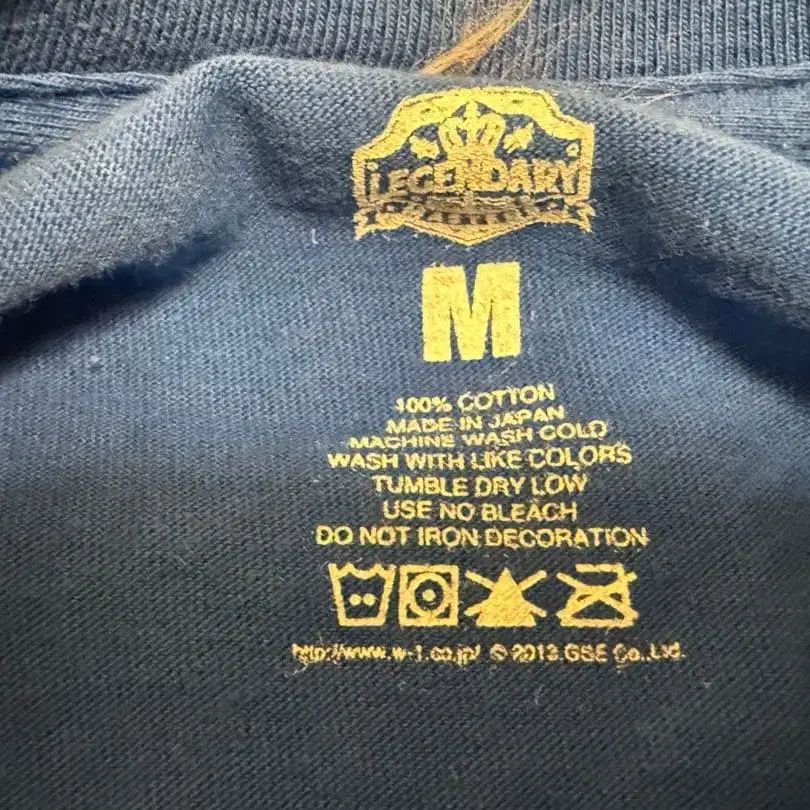 LEGENDARY
M
100% COTTON
MADE IN JAPAN
MACHINE WASH COLD
WASH WITH LIKE COLORS
TUMBLE DRY LOW
USE NO BLEACH
DO NOT IRON DECORATION
http://www.w-1.co.jp/ © 2013 GSE Co.,Ltd.